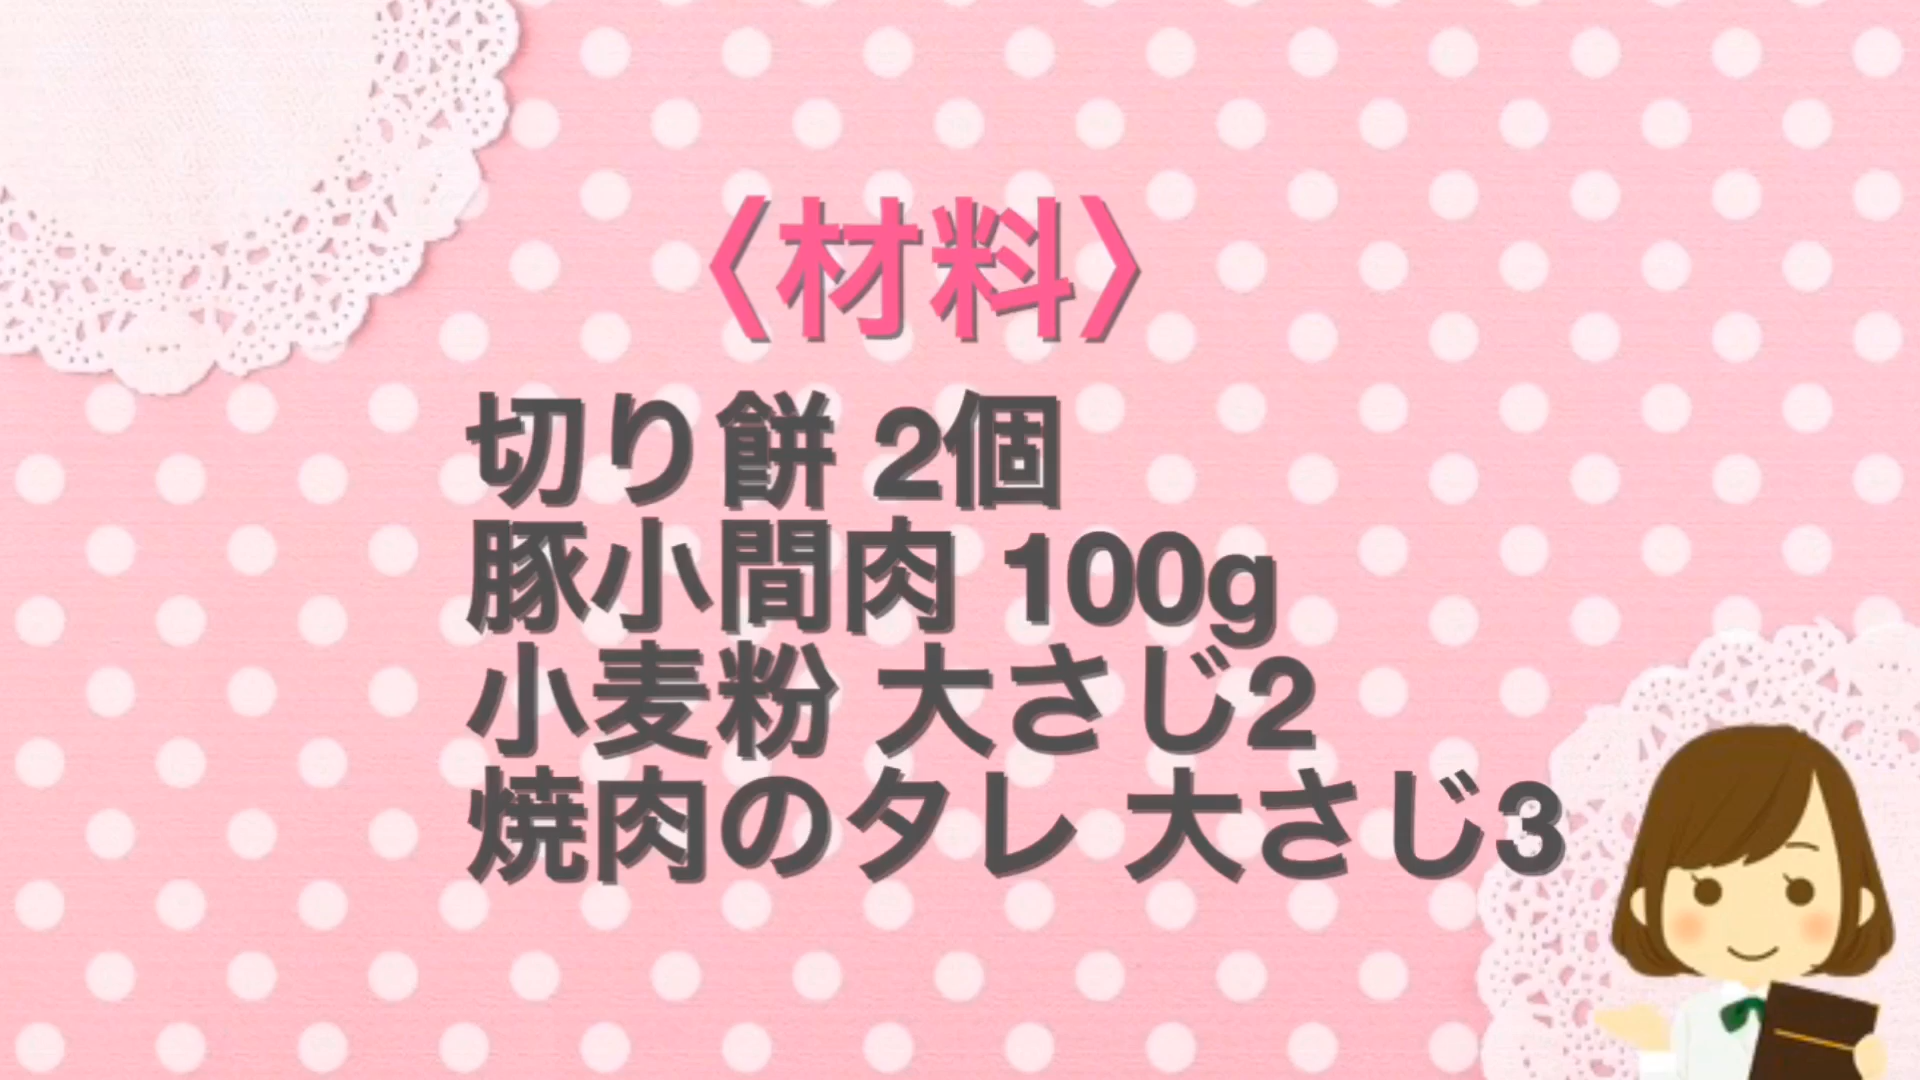 〈材料〉
切り餅 2個
豚小間肉 100g
小麦粉 大さじ2
焼肉のタレ 大さじ3